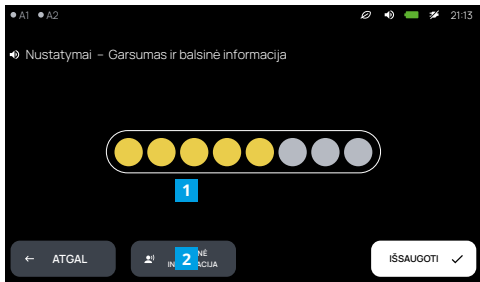 A1 A2 21:13
Nustatymai – Garsumas ir balsinė informacija
1
ATGAL
2
IŠSAUGOTI